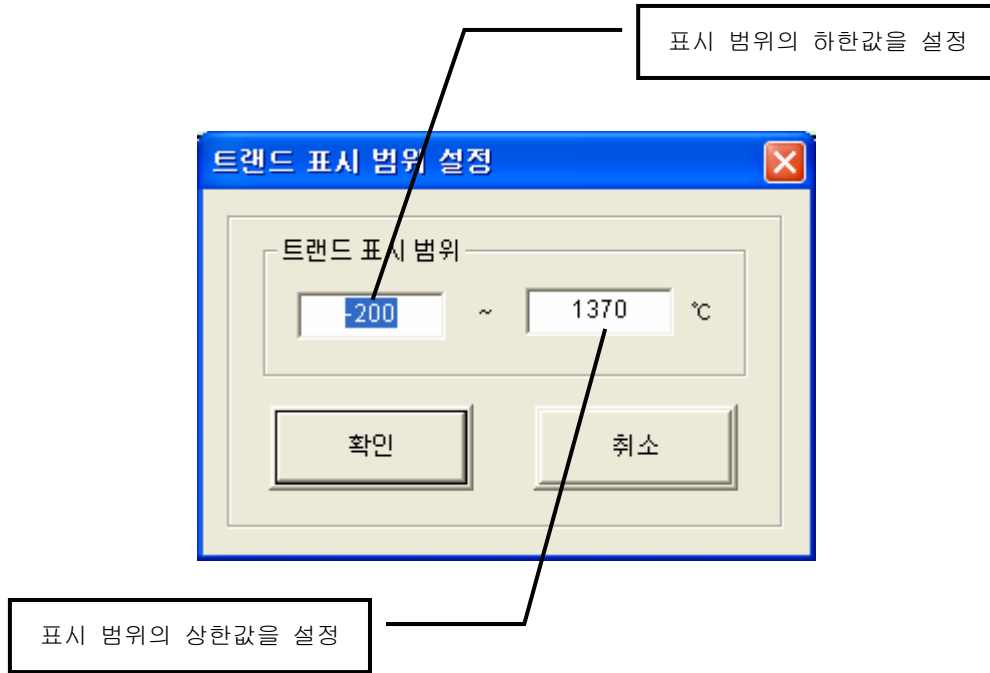 표시 범위의 하한값을 설정
트랜드 표시 범위 설정
트랜드 표시 범위
-200 ~ 1370 ℃
확인 취소
표시 범위의 상한값을 설정